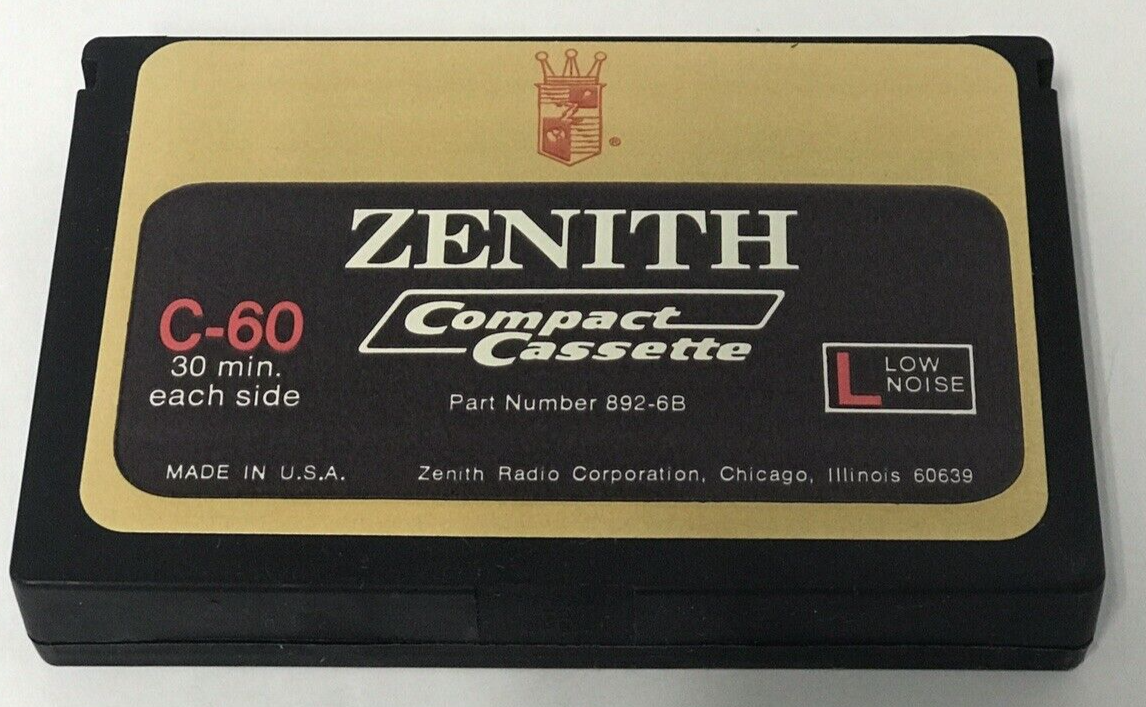 ®
ZENITH
Compact
Cassette
C-60
30 min.
each side
L LOW
NOISE
Part Number 892-6B
MADE IN U.S.A. Zenith Radio Corporation, Chicago, Illinois 60639